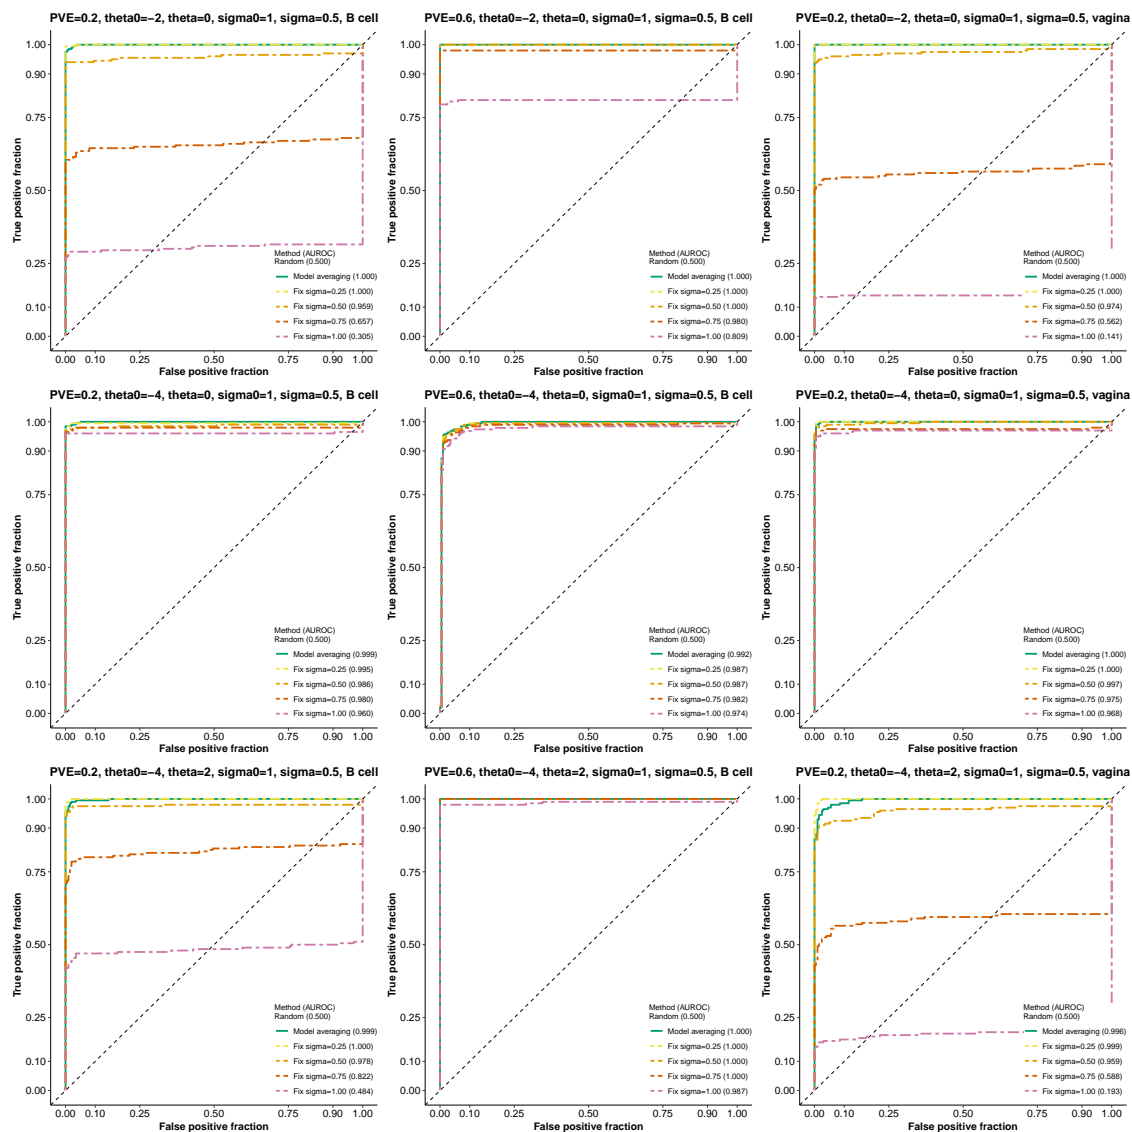 PVE=0.2, theta0=−2, theta=0, sigma0=1, sigma=0.5, B cell
True positive fraction
1.00
0.90
0.75
0.50
0.25
0.10
0.00
Method (AUROC)
Random (0.500)
Model averaging (1.000)
Fix sigma=0.25 (1.000)
Fix sigma=0.50 (0.959)
Fix sigma=0.75 (0.657)
Fix sigma=1.00 (0.305)
0.00 0.10 0.25 0.50 0.75 0.90 1.00
False positive fraction
PVE=0.6, theta0=−2, theta=0, sigma0=1, sigma=0.5, B cell
True positive fraction
1.00
0.90
0.75
0.50
0.25
0.10
0.00
Method (AUROC)
Random (0.500)
Model averaging (1.000)
Fix sigma=0.25 (1.000)
Fix sigma=0.50 (1.000)
Fix sigma=0.75 (0.980)
Fix sigma=1.00 (0.809)
0.00 0.10 0.25 0.50 0.75 0.90 1.00
False positive fraction
PVE=0.2, theta0=−2, theta=0, sigma0=1, sigma=0.5, vagina
True positive fraction
1.00
0.90
0.75
0.50
0.25
0.10
0.00
Method (AUROC)
Random (0.500)
Model averaging (1.000)
Fix sigma=0.25 (1.000)
Fix sigma=0.50 (0.974)
Fix sigma=0.75 (0.562)
Fix sigma=1.00 (0.141)
0.00 0.10 0.25 0.50 0.75 0.90 1.00
False positive fraction
PVE=0.2, theta0=−4, theta=0, sigma0=1, sigma=0.5, B cell
True positive fraction
1.00
0.90
0.75
0.50
0.25
0.10
0.00
Method (AUROC)
Random (0.500)
Model averaging (0.999)
Fix sigma=0.25 (0.995)
Fix sigma=0.50 (0.986)
Fix sigma=0.75 (0.980)
Fix sigma=1.00 (0.960)
0.00 0.10 0.25 0.50 0.75 0.90 1.00
False positive fraction
PVE=0.6, theta0=−4, theta=0, sigma0=1, sigma=0.5, B cell
True positive fraction
1.00
0.90
0.75
0.50
0.25
0.10
0.00
Method (AUROC)
Random (0.500)
Model averaging (0.992)
Fix sigma=0.25 (0.987)
Fix sigma=0.50 (0.987)
Fix sigma=0.75 (0.982)
Fix sigma=1.00 (0.974)
0.00 0.10 0.25 0.50 0.75 0.90 1.00
False positive fraction
PVE=0.2, theta0=−4, theta=0, sigma0=1, sigma=0.5, vagina
True positive fraction
1.00
0.90
0.75
0.50
0.25
0.10
0.00
Method (AUROC)
Random (0.500)
Model averaging (1.000)
Fix sigma=0.25 (1.000)
Fix sigma=0.50 (0.997)
Fix sigma=0.75 (0.975)
Fix sigma=1.00 (0.968)
0.00 0.10 0.25 0.50 0.75 0.90 1.00
False positive fraction
PVE=0.2, theta0=−4, theta=2, sigma0=1, sigma=0.5, B cell
True positive fraction
1.00
0.90
0.75
0.50
0.25
0.10
0.00
Method (AUROC)
Random (0.500)
Model averaging (0.999)
Fix sigma=0.25 (1.000)
Fix sigma=0.50 (0.978)
Fix sigma=0.75 (0.822)
Fix sigma=1.00 (0.484)
0.00 0.10 0.25 0.50 0.75 0.90 1.00
False positive fraction
PVE=0.6, theta0=−4, theta=2, sigma0=1, sigma=0.5, B cell
True positive fraction
1.00
0.90
0.75
0.50
0.25
0.10
0.00
Method (AUROC)
Random (0.500)
Model averaging (1.000)
Fix sigma=0.25 (1.000)
Fix sigma=0.50 (1.000)
Fix sigma=0.75 (1.000)
Fix sigma=1.00 (0.987)
0.00 0.10 0.25 0.50 0.75 0.90 1.00
False positive fraction
PVE=0.2, theta0=−4, theta=2, sigma0=1, sigma=0.5, vagina
True positive fraction
1.00
0.90
0.75
0.50
0.25
0.10
0.00
Method (AUROC)
Random (0.500)
Model averaging (0.996)
Fix sigma=0.25 (0.999)
Fix sigma=0.50 (0.959)
Fix sigma=0.75 (0.588)
Fix sigma=1.00 (0.193)
0.00 0.10 0.25 0.50 0.75 0.90 1.00
False positive fraction